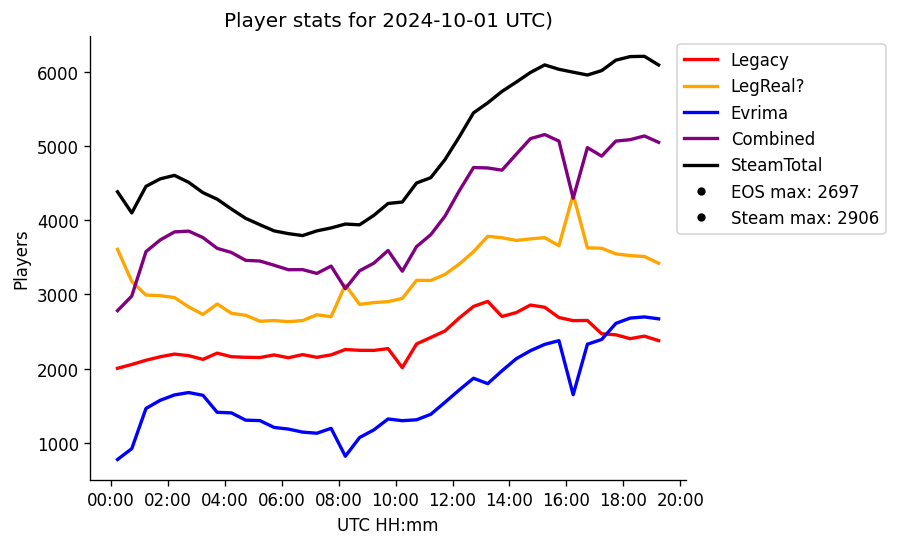 Player stats for 2024-10-01 UTC)
Legacy
LegReal?
Evrima
Combined
SteamTotal
EOS max: 2697
Steam max: 2906
Players
6000
5000
4000
3000
2000
1000
00:00 02:00 04:00 06:00 08:00 10:00 12:00 14:00 16:00 18:00 20:00
UTC HH:mm